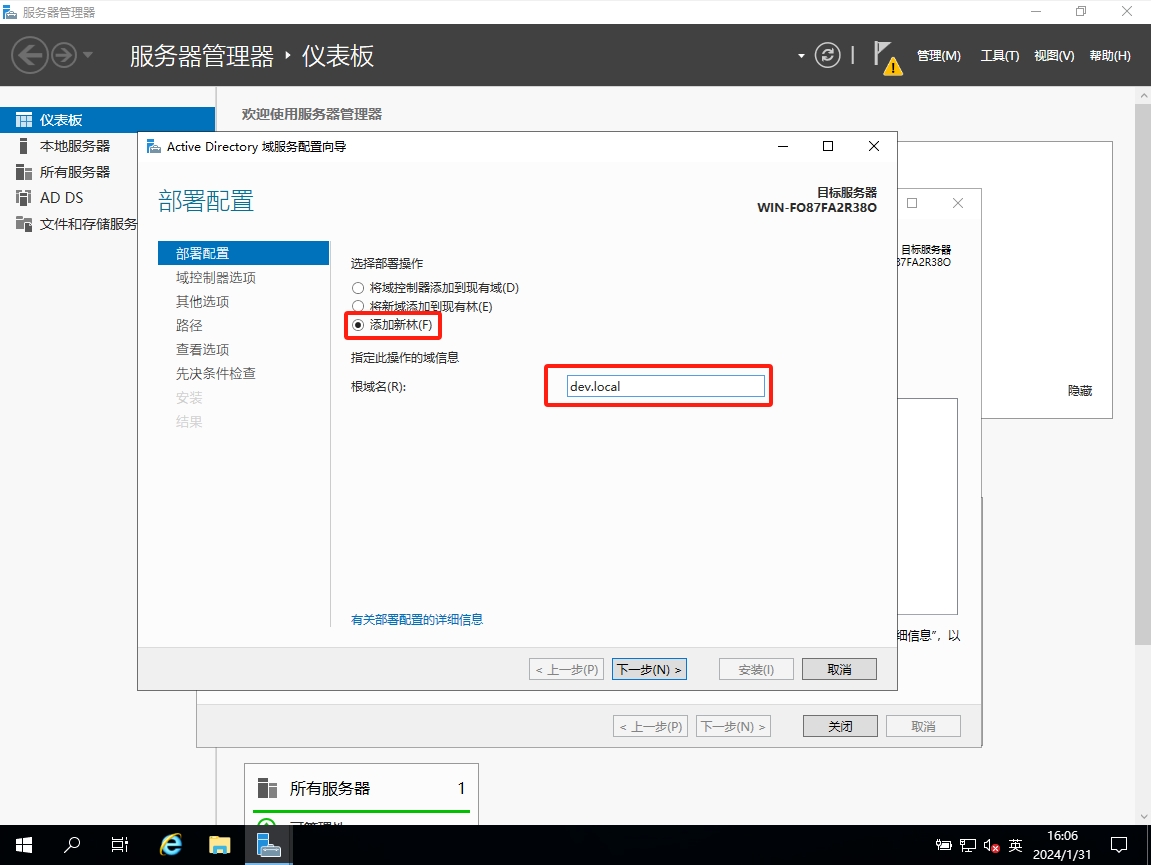 服务器管理器
服务器管理器 · 仪表板
管理(M) 工具(T) 视图(V) 帮助(H)
仪表板
本地服务器
所有服务器
AD DS
文件和存储服务
欢迎使用服务器管理器
Active Directory 域服务配置向导
部署配置
目标服务器
WIN-FO87FA2R38O
部署配置
域控制器选项
其他选项
路径
查看选项
先决条件检查
安装
结果
选择部署操作
将域控制器添加到现有域(D)
将新域添加到现有林(E)
添加新林(F)
指定此操作的域信息
根域名(R):
dev.local
有关部署配置的详细信息
< 上一步(P) 下一步(N) > 安装(I) 取消
目标服务器
87FA2R38O
隐藏
细信息”，以
< 上一步(P) 下一步(N) > 关闭 取消
所有服务器 1
可管理性
英
16:06
2024/1/31